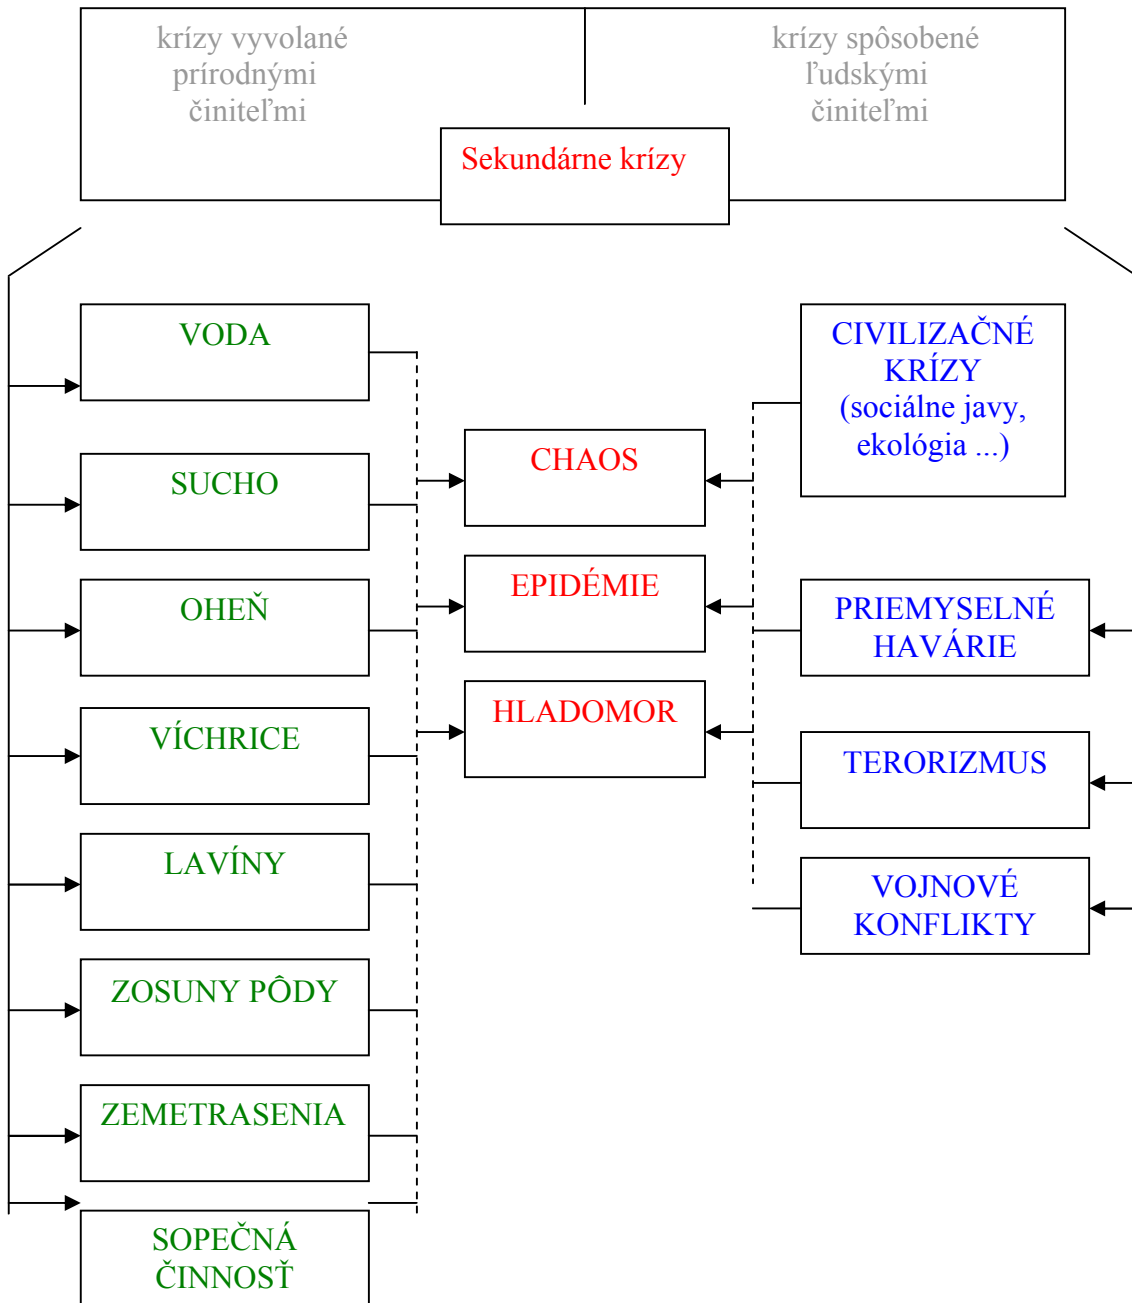 krízy vyvolané
prírodnými
činiteľmi
krízy spôsobené
ľudskými
činiteľmi
Sekundárne krízy
VODA
SUCHO
OHEŇ
VÍCHRICE
LAVÍNY
ZOSUNY PÔDY
ZEMETRASENIA
SOPEČNÁ
ČINNOSŤ
CHAOS
EPIDÉMIE
HLADOMOR
CIVILIZAČNÉ
KRÍZY
(sociálne javy,
ekológia ...)
PRIEMYSELNÉ
HAVÁRIE
TERORIZMUS
VOJNOVÉ
KONFLIKTY